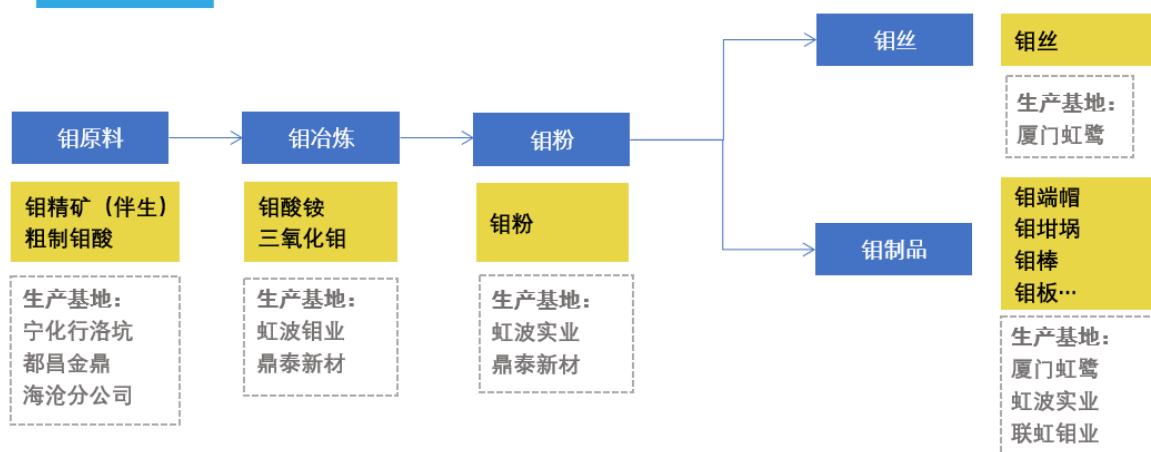 钼原料
钼精矿（伴生）
粗制钼酸
生产基地：
宁化行洛坑
都昌金鼎
海沧分公司
钼冶炼
钼酸铵
三氧化钼
生产基地：
虹波钼业
鼎泰新材
钼粉
钼粉
生产基地：
虹波实业
鼎泰新材
钼丝
钼丝
生产基地：
厦门虹鹭
钼制品
钼端帽
钼坩埚
钼棒
钼板…
生产基地：
厦门虹鹭
虹波实业
联虹钼业